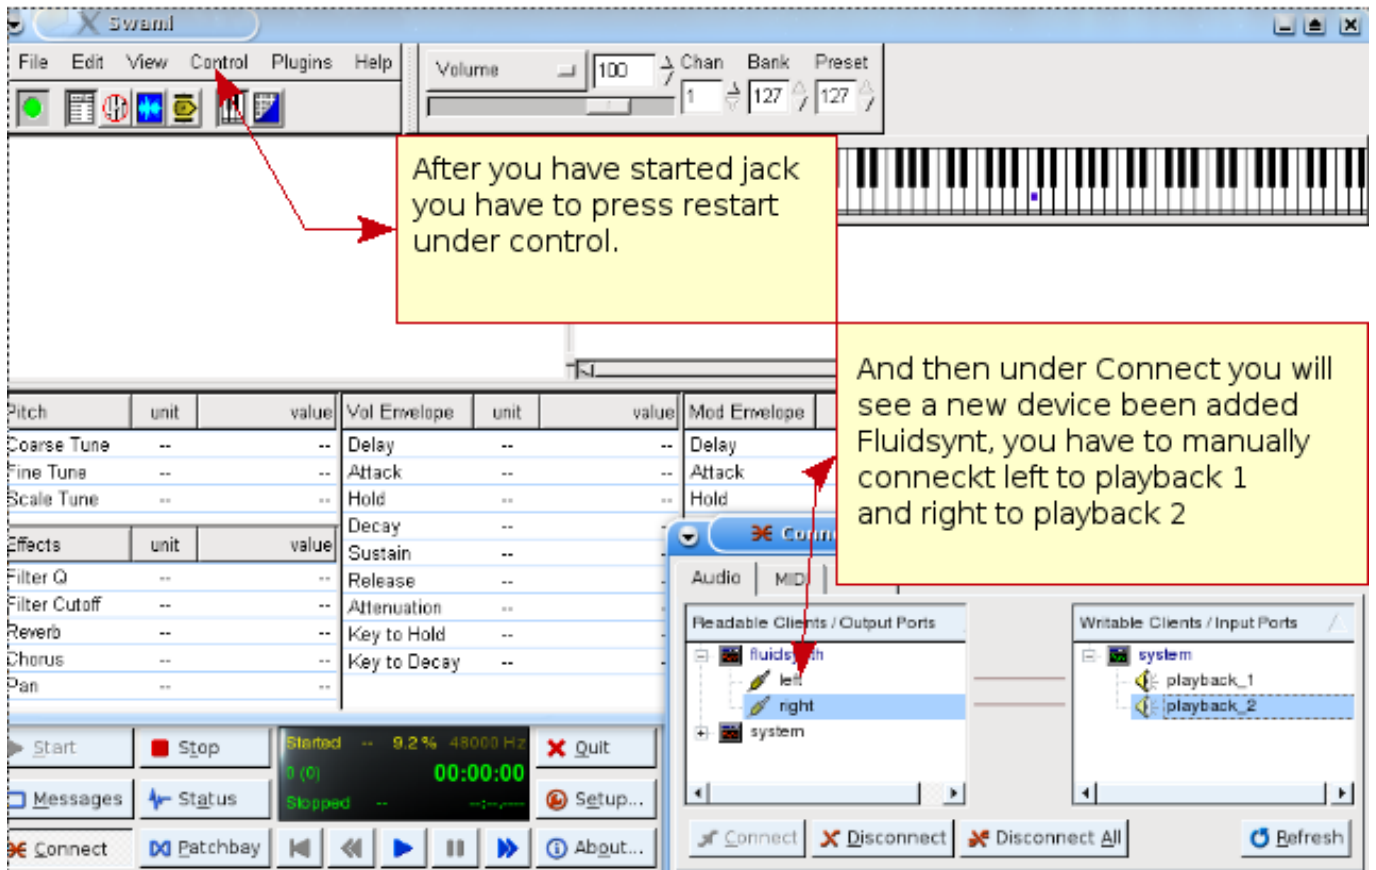 Swami
File Edit View Control Plugins Help
Volume 100 Chan Bank Preset
1 127 127
After you have started jack
you have to press restart
under control.
And then under Connect you will
see a new device been added
Fluidsynt, you have to manually
conneckt left to playback 1
and right to playback 2
Pitch unit value
Coarse Tune -- --
Fine Tune -- --
Scale Tune -- --
Effects unit value
Filter Q -- --
Filter Cutoff -- --
Reverb -- --
Chorus -- --
Pan -- --
Vol Envelope unit value
Delay -- --
Attack -- --
Hold -- --
Decay -- -
Sustain --
Release -- -
Attenuation -- -
Key to Hold -- -
Key to Decay -- -
Mod Envelope
Delay
Attack
Hold
Audio MIDI
Readable Clients / Output Ports
fluidsynth
left
right
system
Writable Clients / Input Ports
system
playback_1
playback_2
Connect Disconnect Disconnect All Refresh
Start Stop
Messages Status
Connect Patchbay
Started -- 9.2 % 48000 Hz
0 (0) 00:00:00
Stopped -- --:--.----
Quit
Setup...
About...